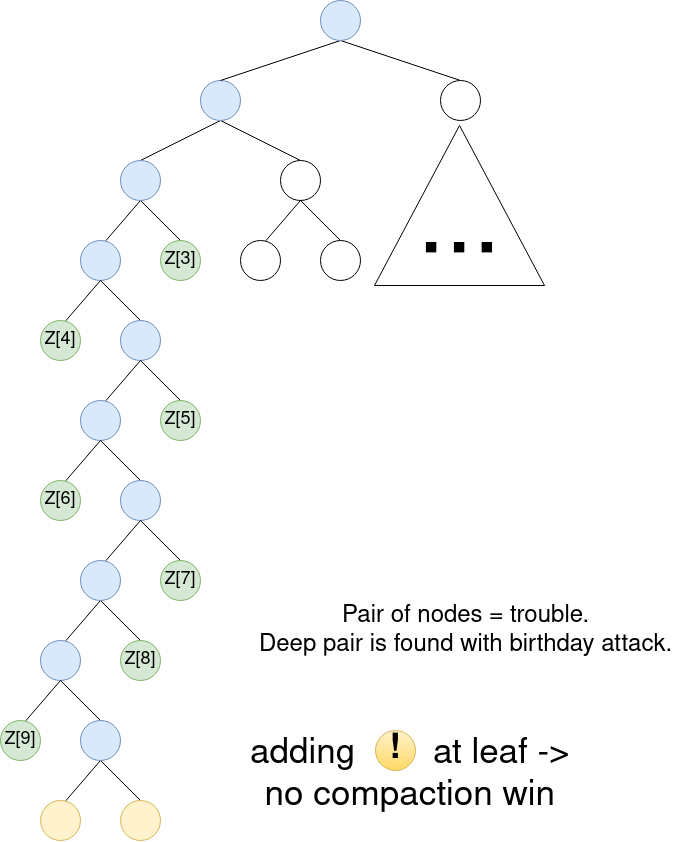 ...
Z[3]
Z[4]
Z[5]
Z[6]
Z[7]
Pair of nodes = trouble.
Deep pair is found with birthday attack.
Z[8]
Z[9]
adding ! at leaf ->
no compaction win